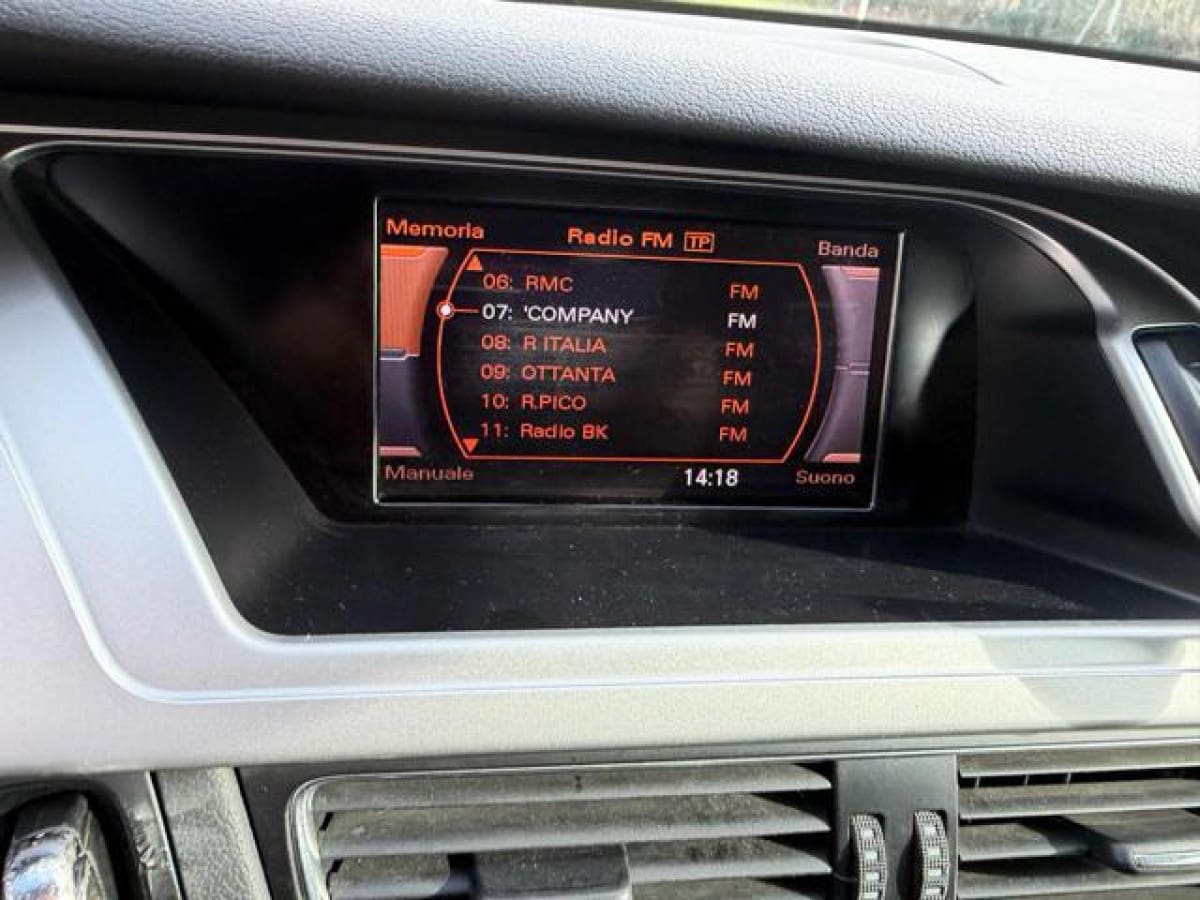 Memoria
Radio FM TP
Banda
06: RMC FM
07: 'COMPANY FM
08: R ITALIA FM
09: OTTANTA FM
10: R.PICO FM
11: Radio BK FM
Manuale
14:18
Suono